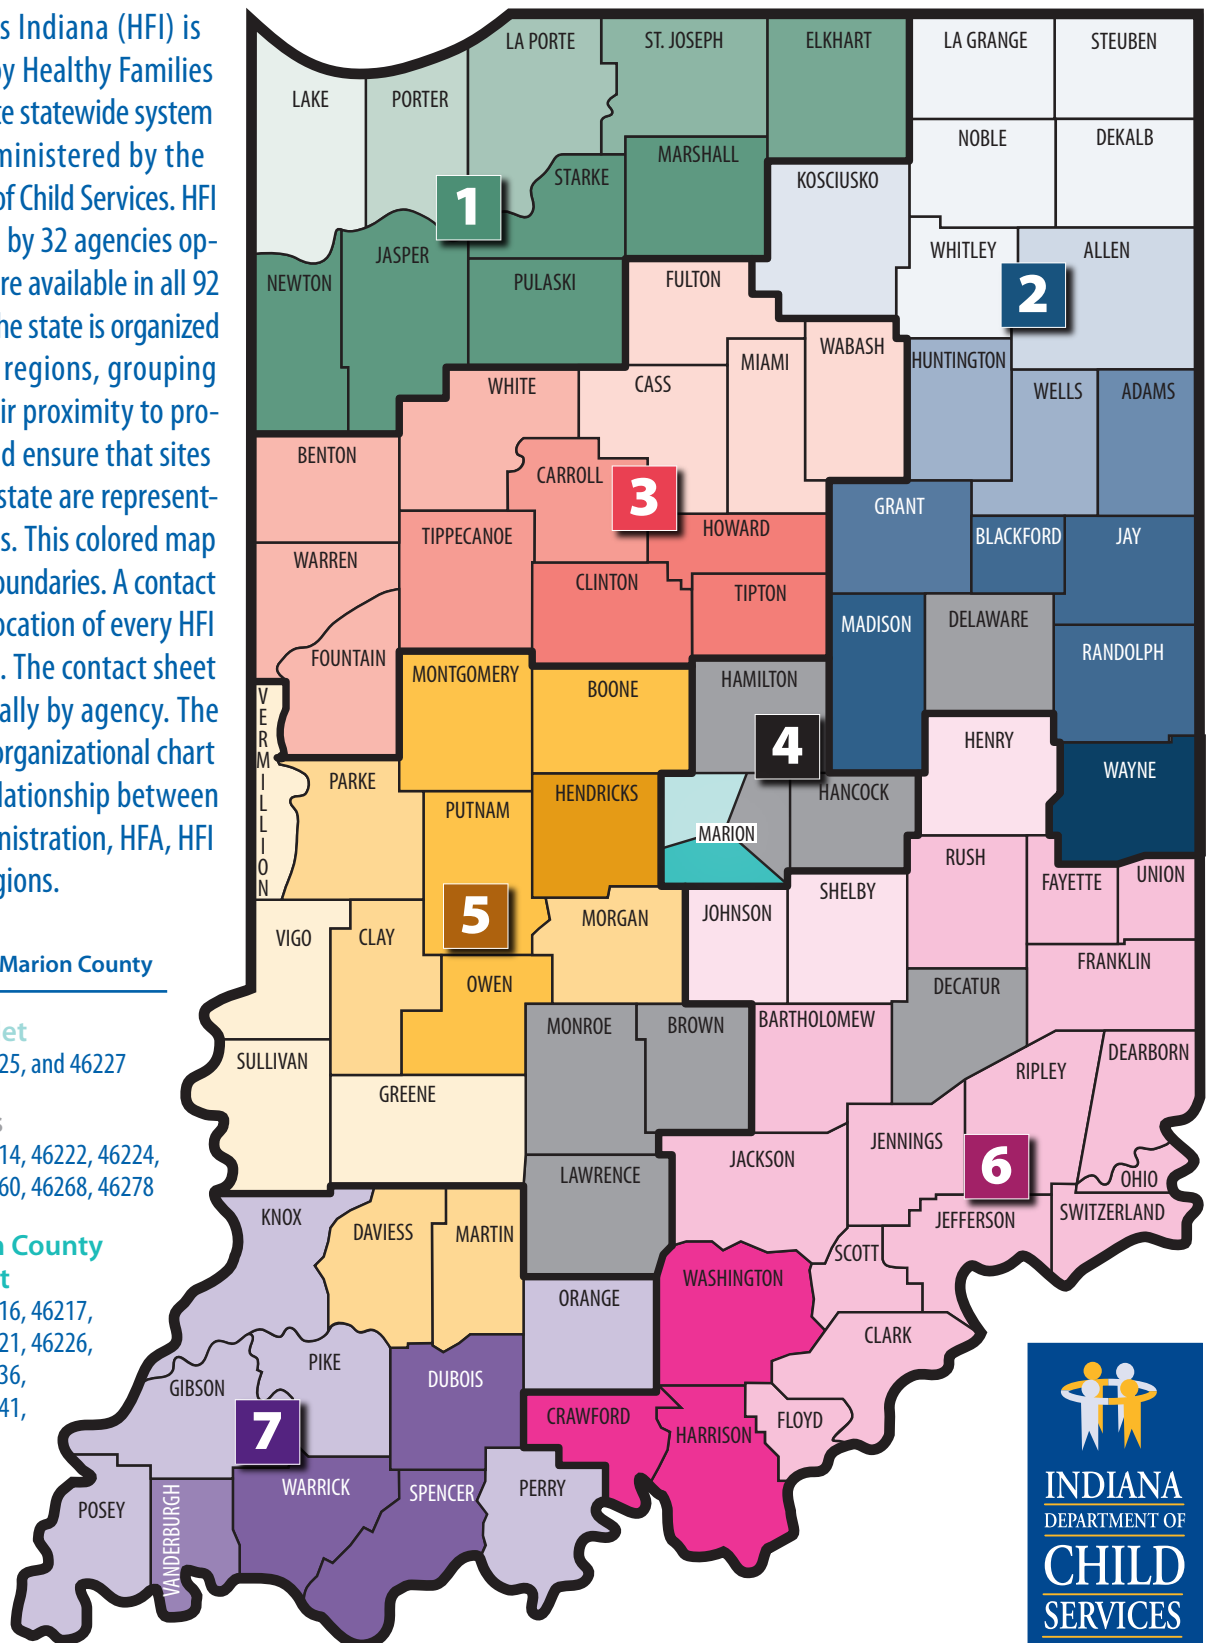 s Indiana (HFI) is
by Healthy Families
te statewide system
ministered by the
of Child Services. HFI
by 32 agencies op-
re available in all 92
he state is organized
regions, grouping
ir proximity to pro-
d ensure that sites
state are represent-
s. This colored map
oundaries. A contact
ocation of every HFI
. The contact sheet
ally by agency. The
organizational chart
lationship between
nistration, HFA, HFI
gions.
Marion County
et
25, and 46227
s
14, 46222, 46224,
60, 46268, 46278
n County
t
16, 46217,
21, 46226,
36,
41,
LAKE
PORTER
LA PORTE
ST. JOSEPH
ELKHART
LA GRANGE
STEUBEN
NOBLE
DEKALB
MARSHALL
STARKE
KOSCIUSKO
1
JASPER
NEWTON
PULASKI
FULTON
WHITLEY
ALLEN
2
WHITE
CASS
MIAMI
WABASH
HUNTINGTON
WELLS
ADAMS
BENTON
CARROLL
3
HOWARD
GRANT
BLACKFORD
JAY
TIPPECANOE
WARREN
CLINTON
TIPTON
MADISON
DELAWARE
RANDOLPH
FOUNTAIN
MONTGOMERY
BOONE
HAMILTON
4
HENRY
WAYNE
VERMILLION
PARKE
PUTNAM
HENDRICKS
MARION
HANCOCK
RUSH
FAYETTE
UNION
5
VIGO
CLAY
MORGAN
JOHNSON
SHELBY
FRANKLIN
OWEN
DECATUR
MONROE
BROWN
BARTHOLOMEW
SULLIVAN
GREENE
RIPLEY
DEARBORN
JENNINGS
6
LAWRENCE
JACKSON
OHIO
KNOX
DAVIESS
MARTIN
JEFFERSON
SWITZERLAND
SCOTT
WASHINGTON
ORANGE
CLARK
PIKE
GIBSON
DUBOIS
CRAWFORD
HARRISON
FLOYD
7
WARRICK
SPENCER
PERRY
POSEY
VANDERBURGH
INDIANA
DEPARTMENT OF
CHILD
SERVICES